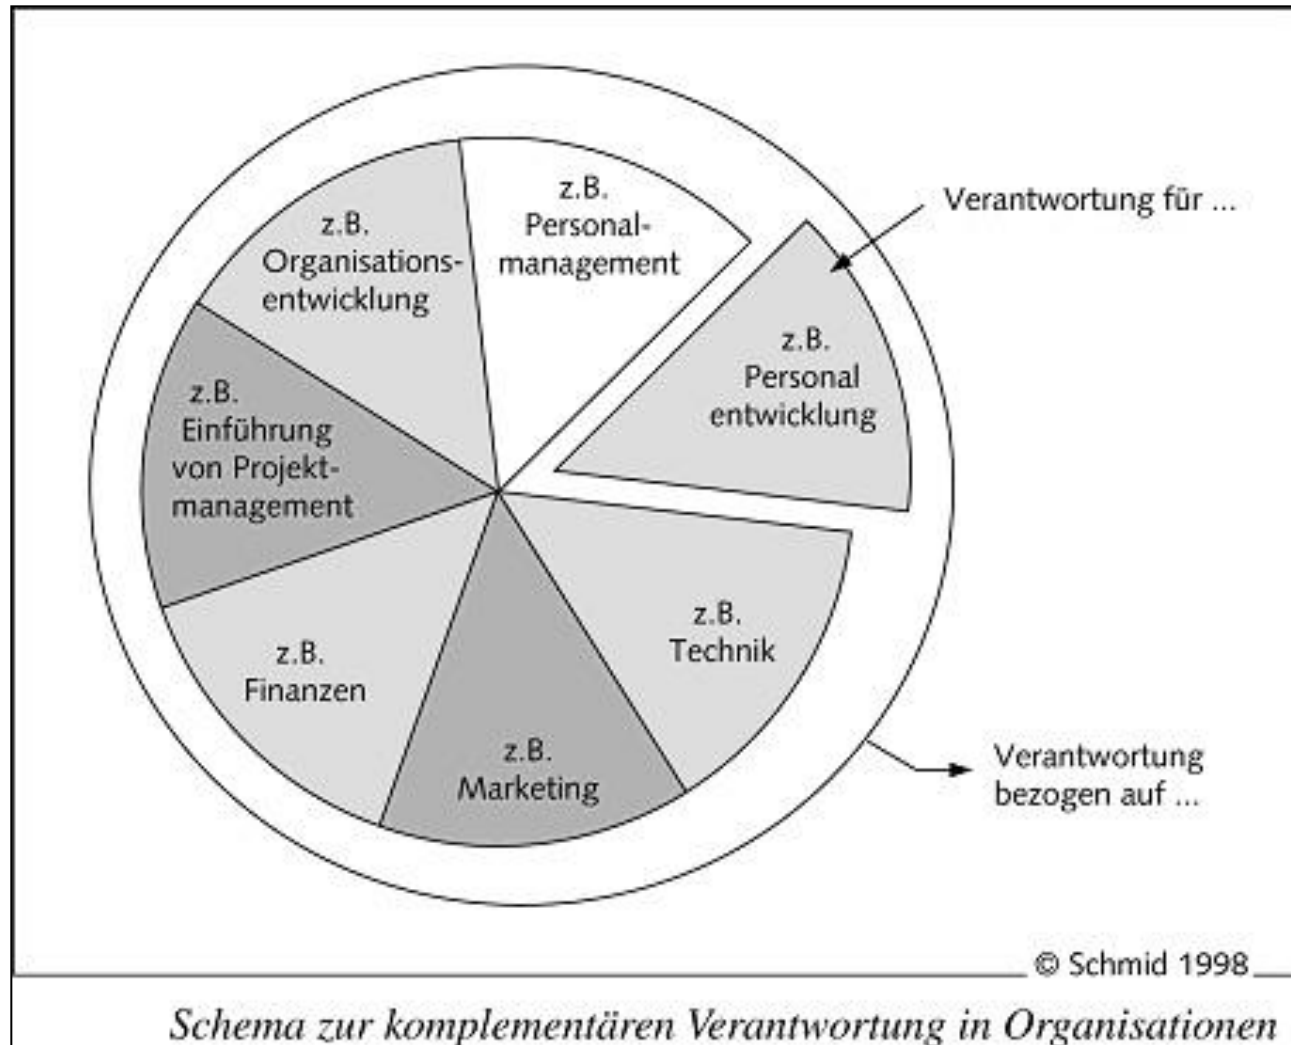 z.B.
Personal-
management
Verantwortung für ...
z.B.
Organisations-
entwicklung
z.B.
Personal
entwicklung
z.B.
Einführung
von Projekt-
management
z.B.
Technik
z.B.
Finanzen
z.B.
Marketing
Verantwortung
bezogen auf ...
© Schmid 1998
Schema zur komplementären Verantwortung in Organisationen